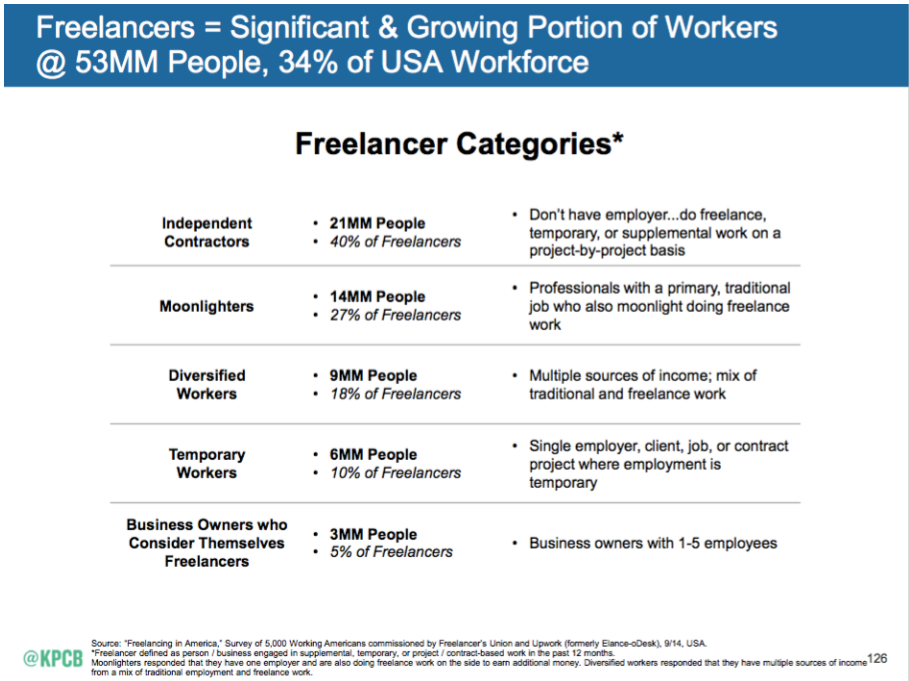 Freelancers = Significant & Growing Portion of Workers
@ 53MM People, 34% of USA Workforce
Freelancer Categories*
Independent
Contractors
• 21MM People
• 40% of Freelancers
• Don't have employer...do freelance,
temporary, or supplemental work on a
project-by-project basis
Moonlighters
• 14MM People
• 27% of Freelancers
• Professionals with a primary, traditional
job who also moonlight doing freelance
work
Diversified
Workers
• 9MM People
• 18% of Freelancers
• Multiple sources of income; mix of
traditional and freelance work
Temporary
Workers
• 6MM People
• 10% of Freelancers
• Single employer, client, job, or contract
project where employment is
temporary
Business Owners who
Consider Themselves
Freelancers
• 3MM People
• 5% of Freelancers
• Business owners with 1-5 employees
@KPCB
Source: "Freelancing in America," Survey of 5,000 Working Americans commissioned by Freelancer's Union and Upwork (formerly Elance-oDesk), 9/14, USA.
*Freelancer defined as person / business engaged in supplemental, temporary, or project / contract-based work in the past 12 months.
Moonlighters responded that they have one employer and are also doing freelance work on the side to earn additional money. Diversified workers responded that they have multiple sources of income
from a mix of traditional employment and freelance work.
126